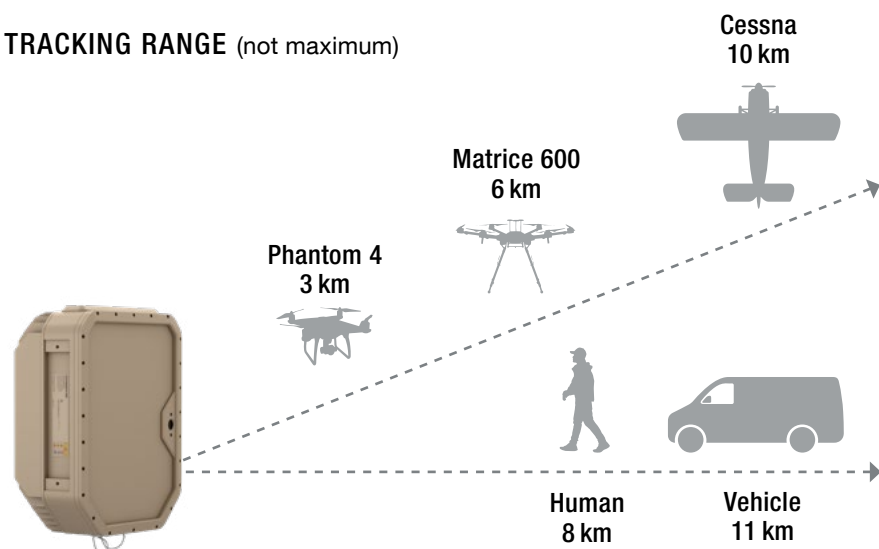 TRACKING RANGE (not maximum)
Cessna
10 km
Matrice 600
6 km
Phantom 4
3 km
Human
8 km
Vehicle
11 km